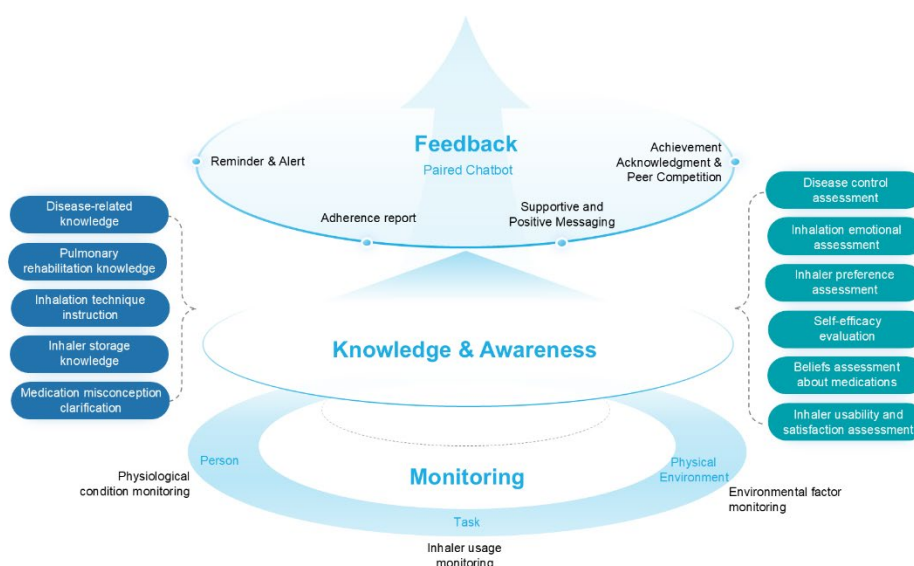 Feedback
Paired Chatbot
Reminder & Alert
Adherence report
Supportive and
Positive Messaging
Achievement
Acknowledgment &
Peer Competition
Disease-related
knowledge
Pulmonary
rehabilitation knowledge
Inhalation technique
instruction
Inhaler storage
knowledge
Medication misconception
clarification
Knowledge & Awareness
Disease control
assessment
Inhalation emotional
assessment
Inhaler preference
assessment
Self-efficacy
evaluation
Beliefs assessment
about medications
Inhaler usability and
satisfaction assessment
Monitoring
Person
Physiological
condition monitoring
Task
Inhaler usage
monitoring
Physical
Environment
Environmental factor
monitoring